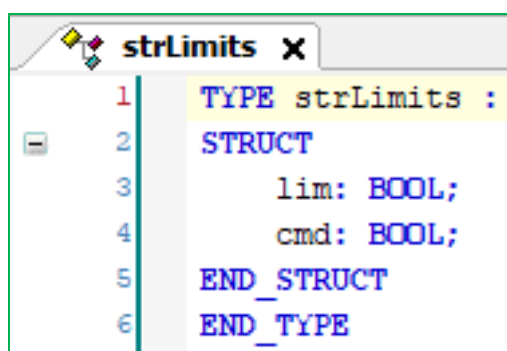 strLimits x
1 TYPE strLimits :
2 STRUCT
3 lim: BOOL;
4 cmd: BOOL;
5 END_STRUCT
6 END_TYPE